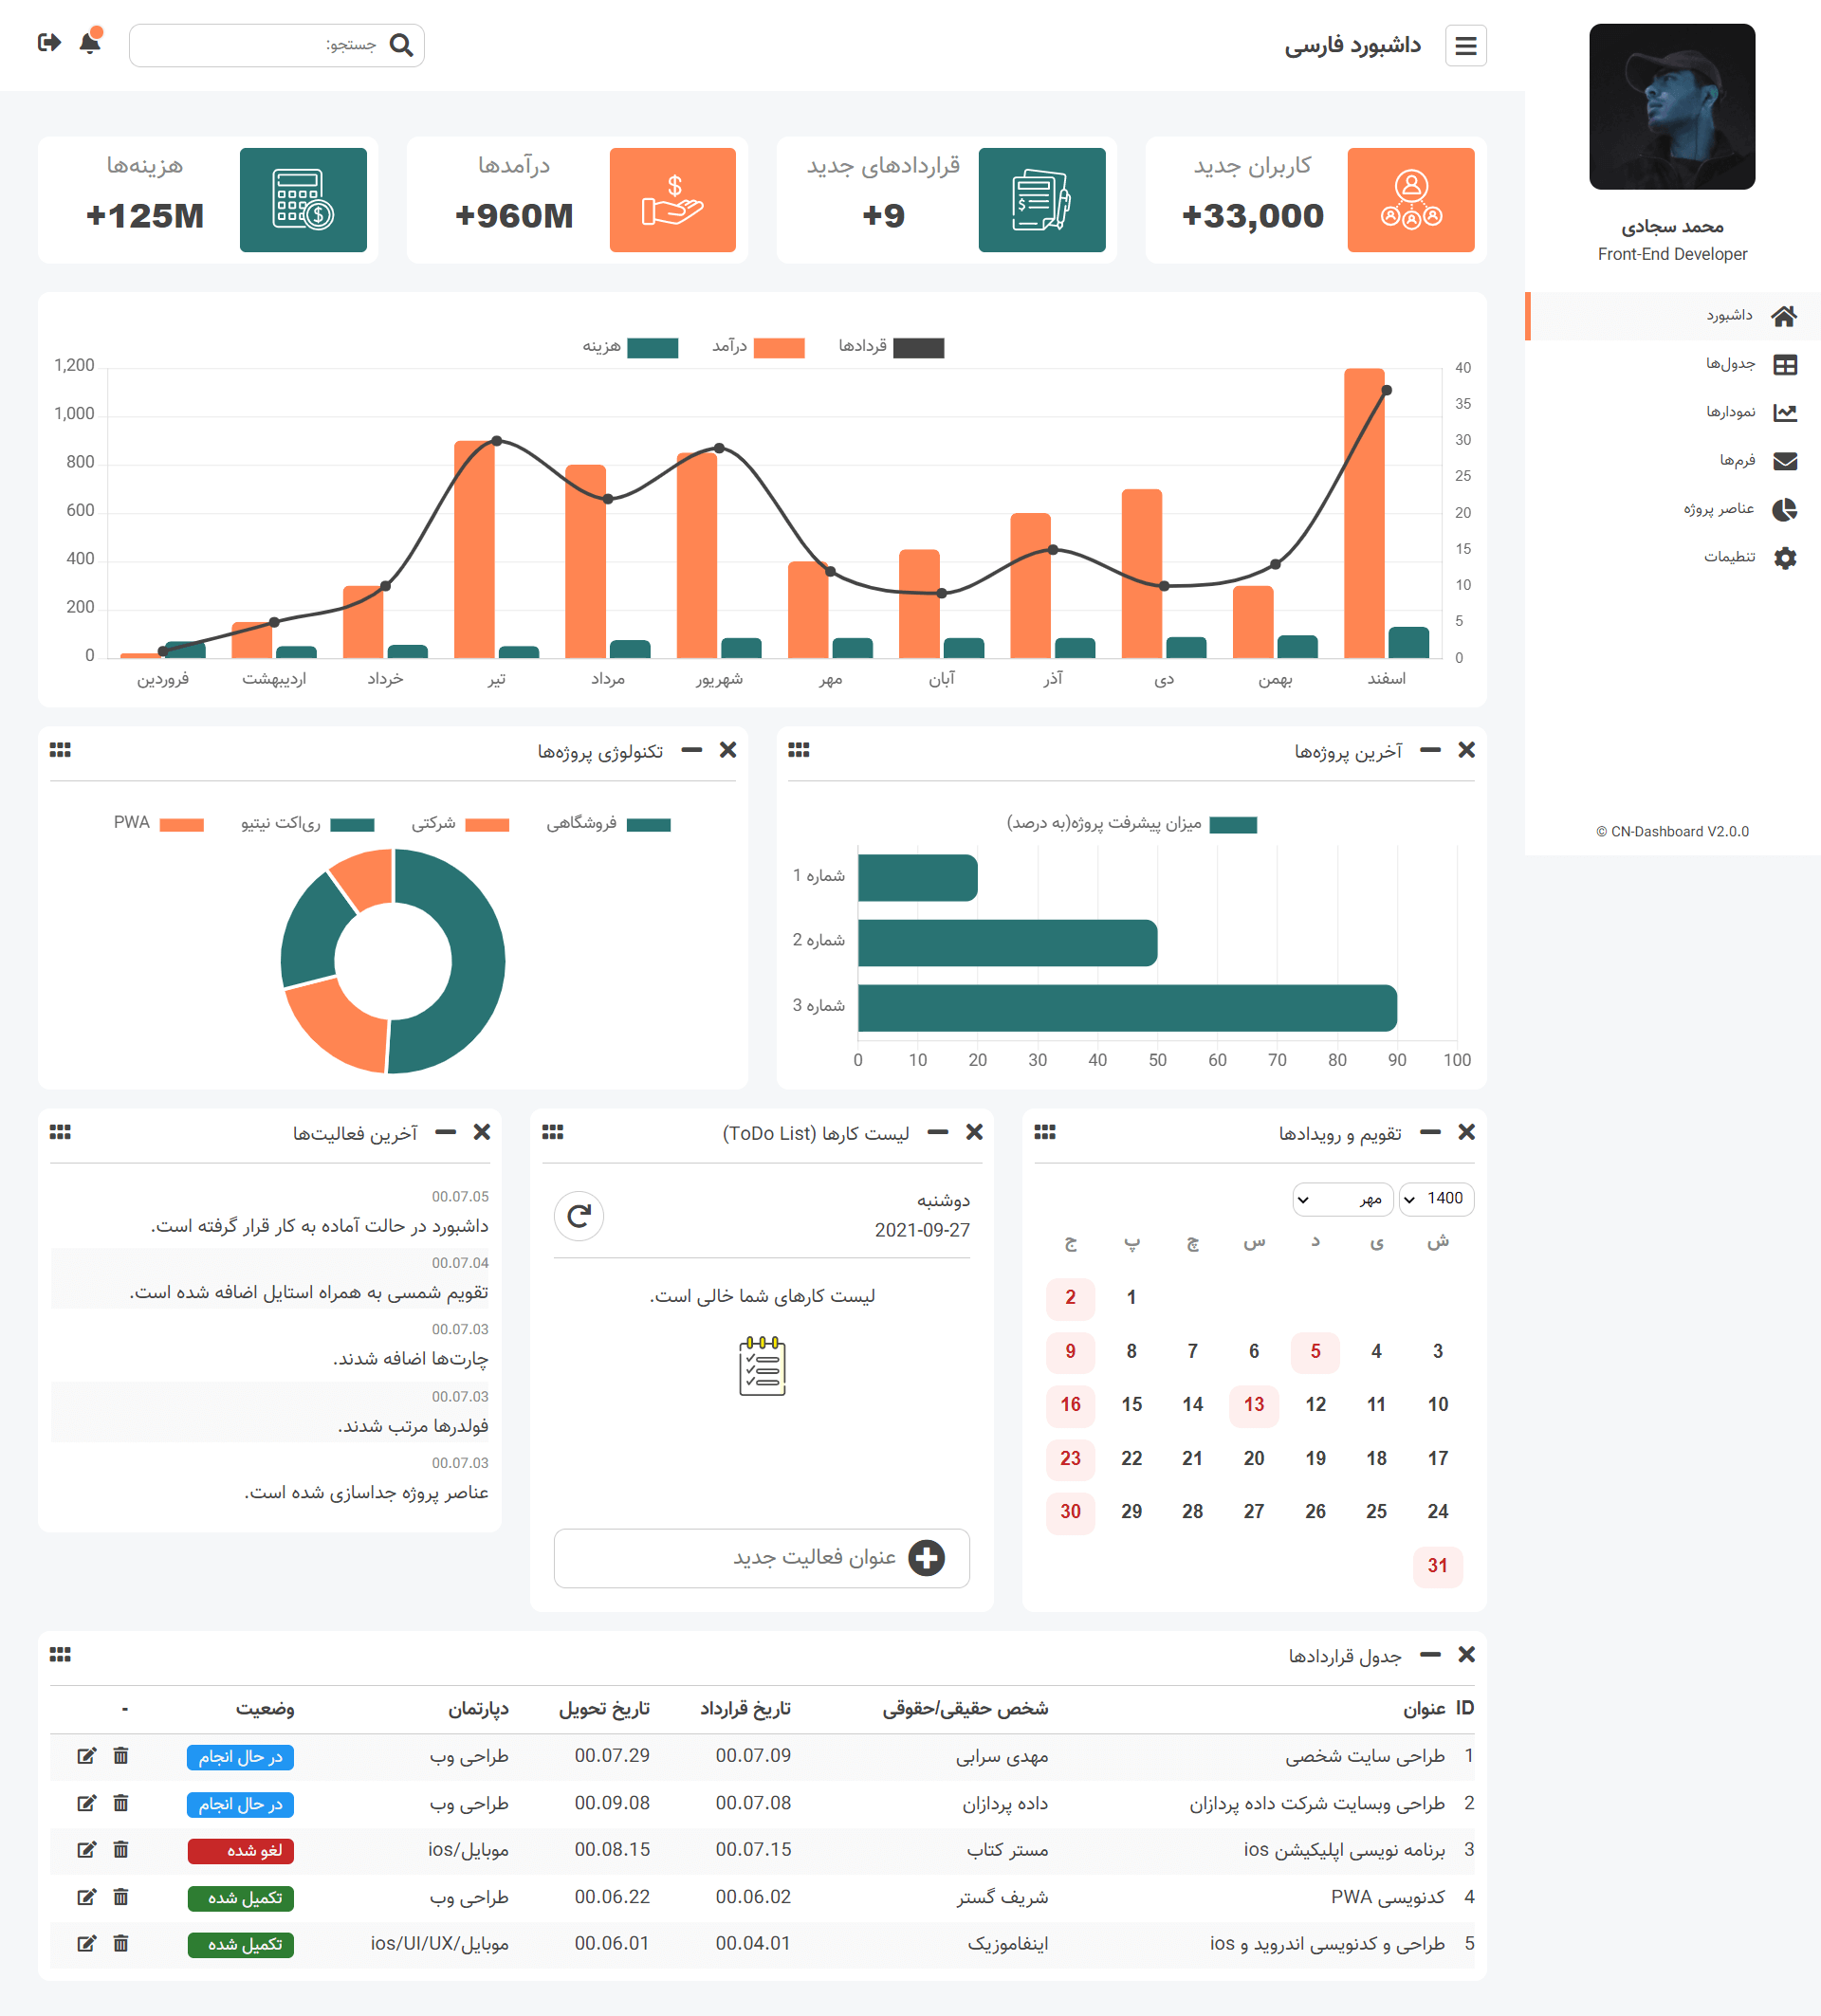 داشبورد فارسی
جستجو:
محمد سجادی
Front-End Developer
داشبورد
جدول‌ها
نمودارها
فرم‌ها
عناصر پروژه
تنطیمات
© CN-Dashboard V2.0.0
کاربران جدید
+33,000
قراردادهای جدید
+9
درآمدها
+960M
هزینه‌ها
+125M
قردادها درآمد هزینه
1,200
1,000
800
600
400
200
0
40
35
30
25
20
15
10
5
0
فروردین اردیبهشت خرداد تیر مرداد شهریور مهر آبان آذر دی بهمن اسفند
آخرین پروژه‌ها
میزان پیشرفت پروژه(به درصد)
شماره 1
شماره 2
شماره 3
0 10 20 30 40 50 60 70 80 90 100
تکنولوژی پروژه‌ها
فروشگاهی شرکتی ری‌اکت نیتیو PWA
تقویم و رویدادها
1400 مهر
ش ی د س چ پ ج
1 2
3 4 5 6 7 8 9
10 11 12 13 14 15 16
17 18 19 20 21 22 23
24 25 26 27 28 29 30
31
لیست کارها (ToDo List)
دوشنبه
2021-09-27
لیست کارهای شما خالی است.
عنوان فعالیت جدید
آخرین فعالیت‌ها
00.07.05
داشبورد در حالت آماده به کار قرار گرفته است.
00.07.04
تقویم شمسی به همراه استایل اضافه شده است.
00.07.03
چارت‌ها اضافه شدند.
00.07.03
فولدرها مرتب شدند.
00.07.03
عناصر پروژه جداسازی شده است.
جدول قراردادها
ID عنوان شخص حقیقی/حقوقی تاریخ قرارداد تاریخ تحویل دپارتمان وضعیت -
1 طراحی سایت شخصی مهدی سرابی 00.07.09 00.07.29 طراحی وب در حال انجام
2 طراحی وبسایت شرکت داده پردازان داده پردازان 00.07.08 00.09.08 طراحی وب در حال انجام
3 برنامه نویسی اپلیکیشن ios مستر کتاب 00.07.15 00.08.15 موبایل/ios لغو شده
4 کدنویسی PWA شریف گستر 00.06.02 00.06.22 طراحی وب تکمیل شده
5 طراحی و کدنویسی اندروید و ios اینفاموزیک 00.04.01 00.06.01 موبایل/ios/UI/UX تکمیل شده